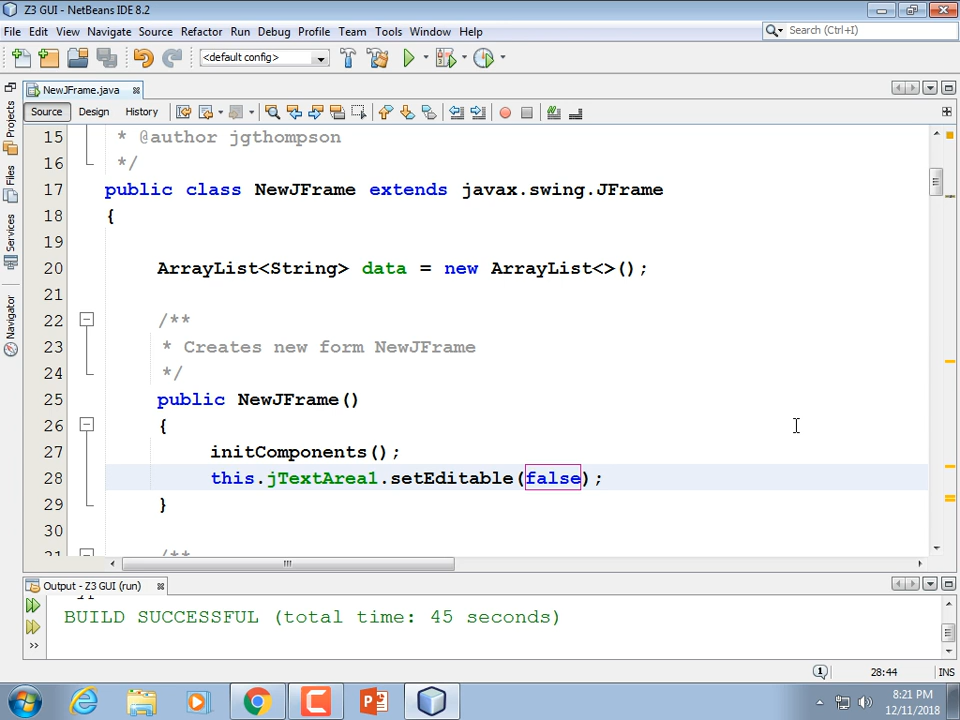 Z3 GUI - NetBeans IDE 8.2
File Edit View Navigate Source Refactor Run Debug Profile Team Tools Window Help
Search (Ctrl+I)
<default config>
NewJFrame.java
Source Design History
Projects
Files
Services
Navigator
15 * @author jgthompson
16 */
17 public class NewJFrame extends javax.swing.JFrame
18 {
19
20 ArrayList<String> data = new ArrayList<>();
21
22 /**
23 * Creates new form NewJFrame
24 */
25 public NewJFrame()
26 {
27 initComponents();
28 this.jTextArea1.setEditable(false);
29 }
30
31 /**
Output - Z3 GUI (run)
BUILD SUCCESSFUL (total time: 45 seconds)
1 28:44 INS
8:21 PM
12/11/2018